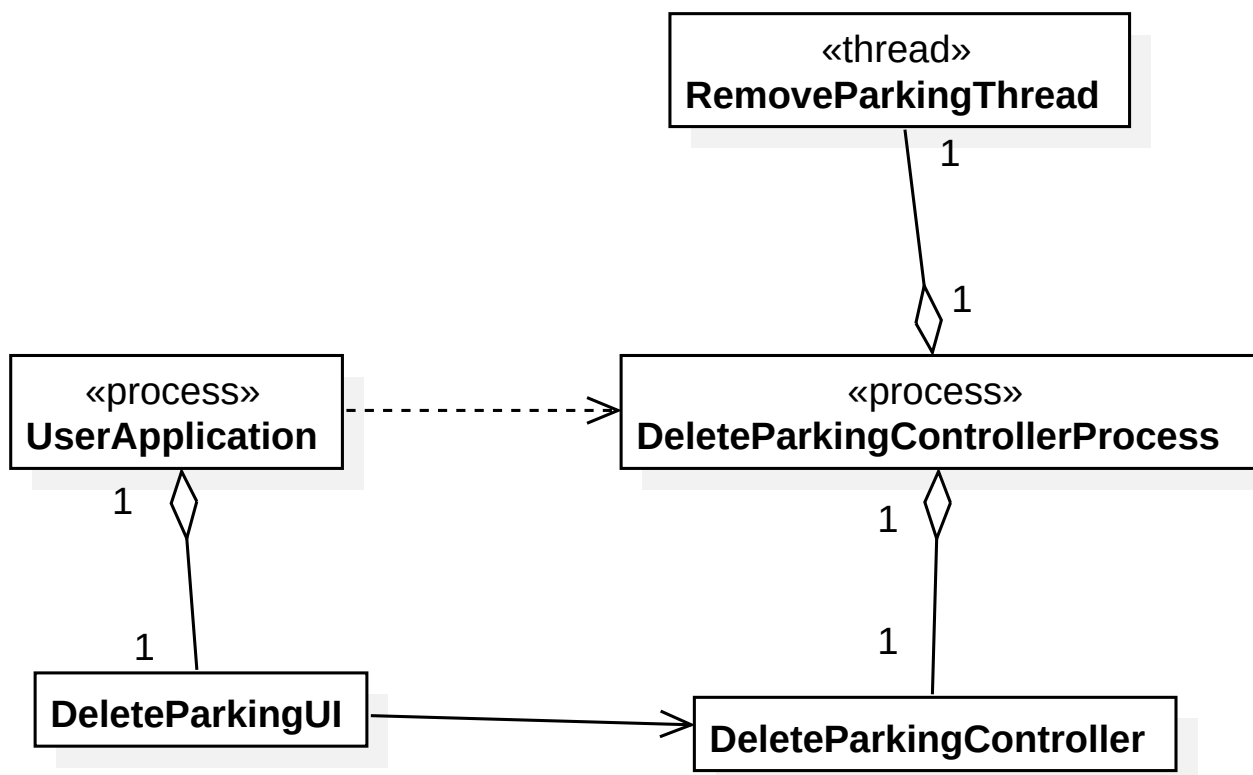 «thread»
RemoveParkingThread
1
1
«process»
UserApplication
«process»
DeleteParkingControllerProcess
1
1
1
1
DeleteParkingUI
DeleteParkingController